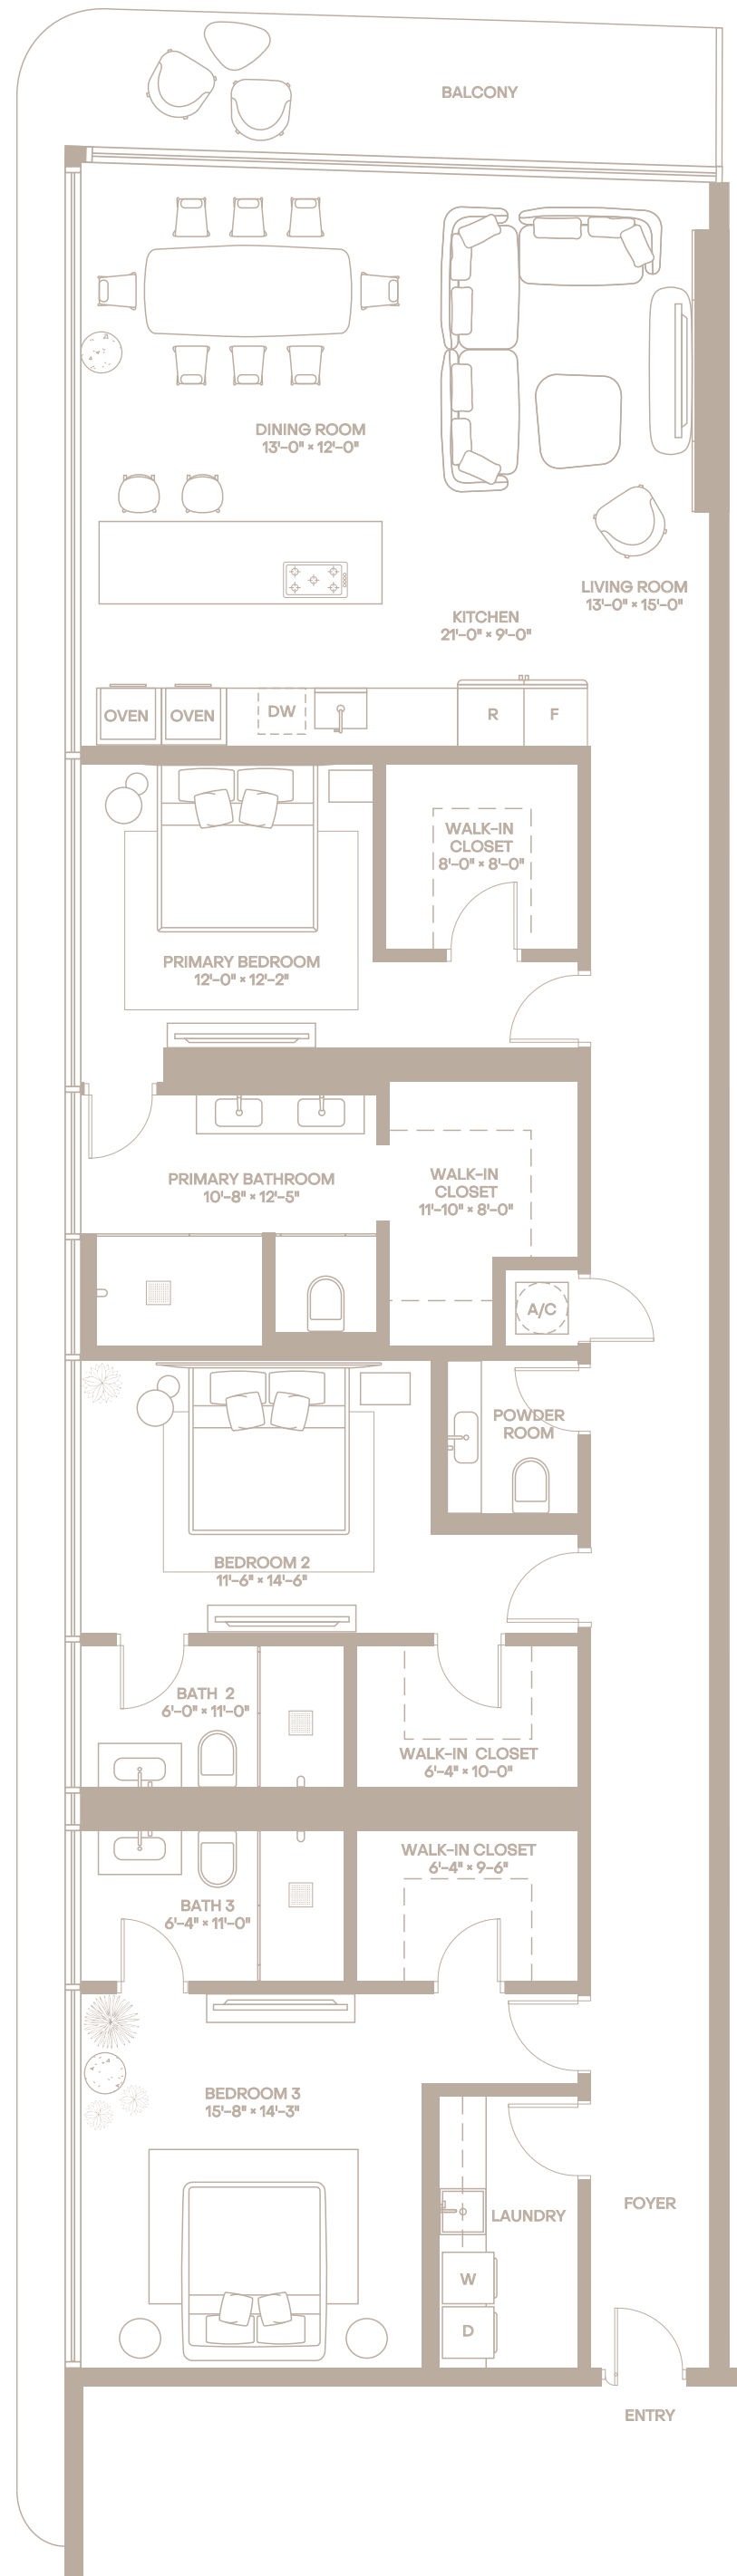 BALCONY
DINING ROOM
13'-0" × 12'-0"
LIVING ROOM
13'-0" × 15'-0"
KITCHEN
21'-0" × 9'-0"
OVEN
OVEN
DW
R
F
WALK-IN
CLOSET
8'-0" × 8'-0"
PRIMARY BEDROOM
12'-0" × 12'-2"
PRIMARY BATHROOM
10'-8" × 12'-5"
WALK-IN
CLOSET
11'-10" × 8'-0"
A/C
POWDER
ROOM
BEDROOM 2
11'-6" × 14'-6"
BATH 2
6'-0" × 11'-0"
WALK-IN CLOSET
6'-4" × 10-0"
WALK-IN CLOSET
6'-4" × 9-6"
BATH 3
6'-4" × 11'-0"
BEDROOM 3
15'-8" × 14'-3"
FOYER
LAUNDRY
W
D
ENTRY